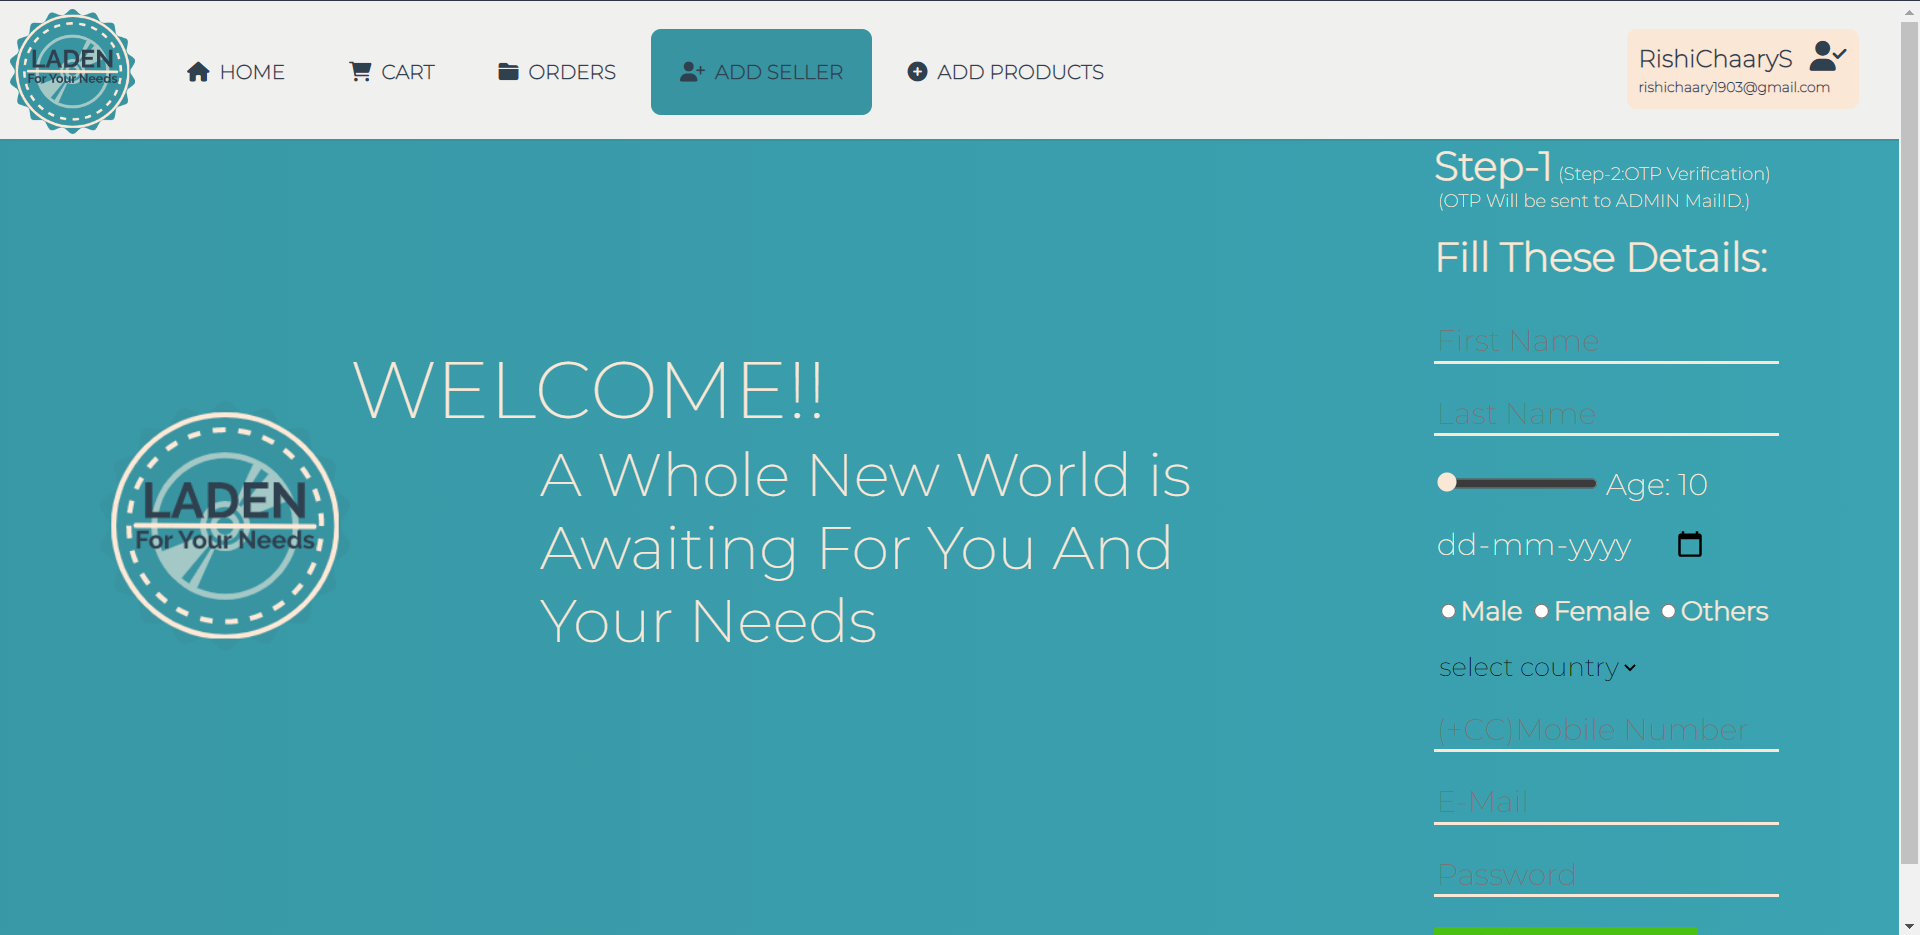 LADEN
For Your Needs
HOME
CART
ORDERS
ADD SELLER
ADD PRODUCTS
RishiChaaryS
rishichaary1903@gmail.com
WELCOME!!
A Whole New World is
Awaiting For You And
Your Needs
LADEN
For Your Needs
Step-1 (Step-2:OTP Verification)
(OTP Will be sent to ADMIN MailID.)
Fill These Details:
First Name
Last Name
Age: 10
dd-mm-yyyy
Male Female Others
select country
(+CC)Mobile Number
E-Mail
Password